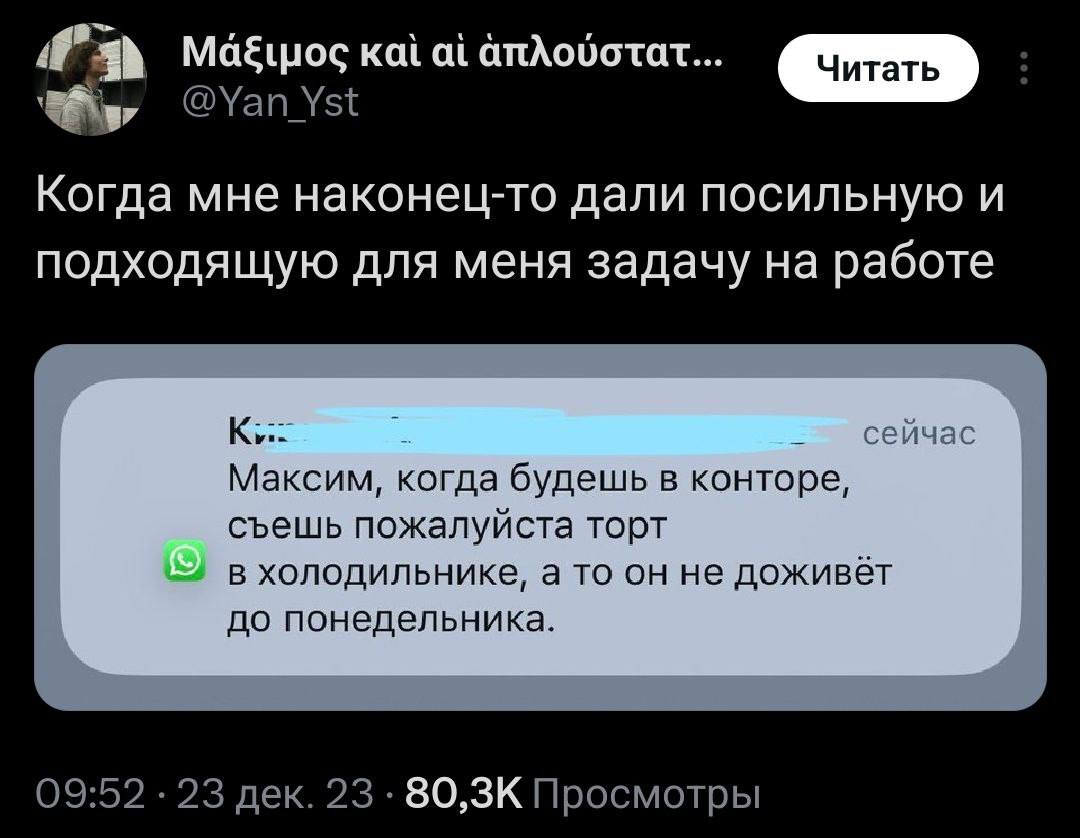 Μάξιμος καὶ αἱ ἁπλούστατ...
@Yan_Yst
Читать
Когда мне наконец-то дали посильную и
подходящую для меня задачу на работе
сейчас
Максим, когда будешь в конторе,
съешь пожалуйста торт
в холодильнике, а то он не доживёт
до понедельника.
09:52 · 23 дек. 23 · 80,3K Просмотры